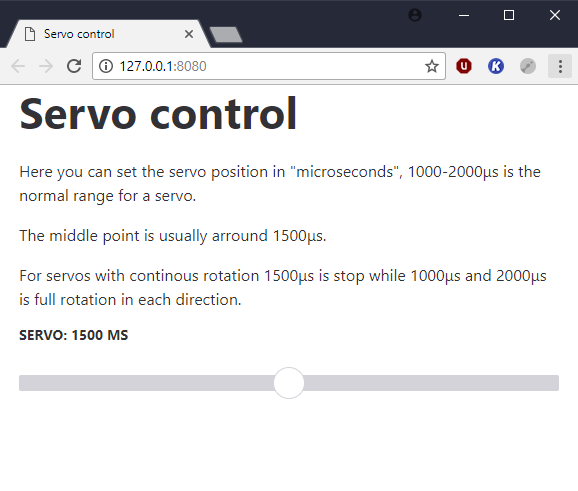 Servo control
127.0.0.1:8080
Servo control
Here you can set the servo position in "microseconds", 1000-2000µs is the
normal range for a servo.
The middle point is usually arround 1500µs.
For servos with continous rotation 1500µs is stop while 1000µs and 2000µs
is full rotation in each direction.
SERVO: 1500 MS